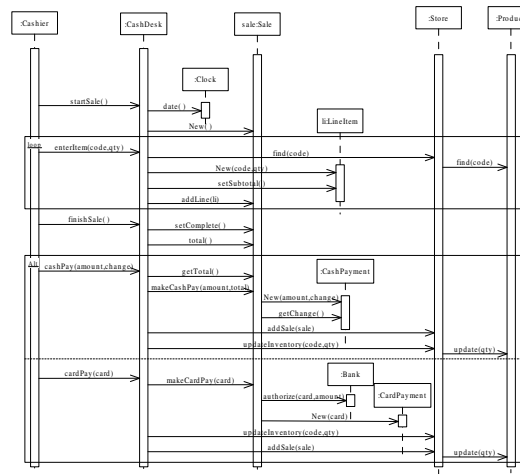 :Cashier
:CashDesk
sale:Sale
:Store
:Produc
:Clock
startSale( )
date( )
New( )
li:LineItem
loop
enterItem(code,qty)
find(code)
find(code)
New(code,qty)
setSubtotal( )
addLine(li)
finishSale( )
setComplete( )
total( )
Alt
cashPay(amount,change)
getTotal( )
:CashPayment
makeCashPay(amount,total)
New(amount,change)
getChange( )
addSale(sale)
updateInventory(code,qty)
update(qty)
cardPay(card)
makeCardPay(card)
:Bank
authorize(card,amount)
:CardPayment
New(card)
updateInventory(code,qty)
addSale(sale)
update(qty)